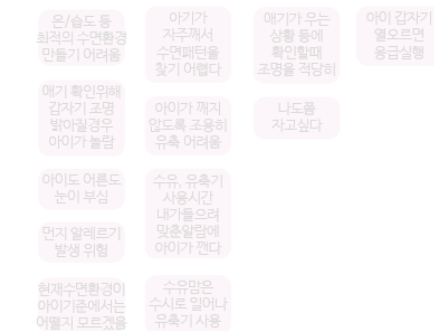 온/습도 등
최적의 수면환경
만들기 어려움
애기 확인위해
갑자기 조명
밝아질경우
아이가 놀람
아이도 어른도
눈이 부심
먼지 알레르기
발생 위험
현재수면환경이
아이기준에서는
어떨지 모르겠음
아기가
자주깨서
수면패턴을
찾기 어렵다
아이가 깨지
않도록 조용히
유축 어려움
수유, 유축기
사용시간
내가들으려
맞춘알람에
아이가 깬다
수유맘은
수시로 일어나
유축기 사용
애기가 우는
상황 등에
확인할때
조명을 적당히
나도좀
자고싶다
아이 갑자기
열오르면
응급실행